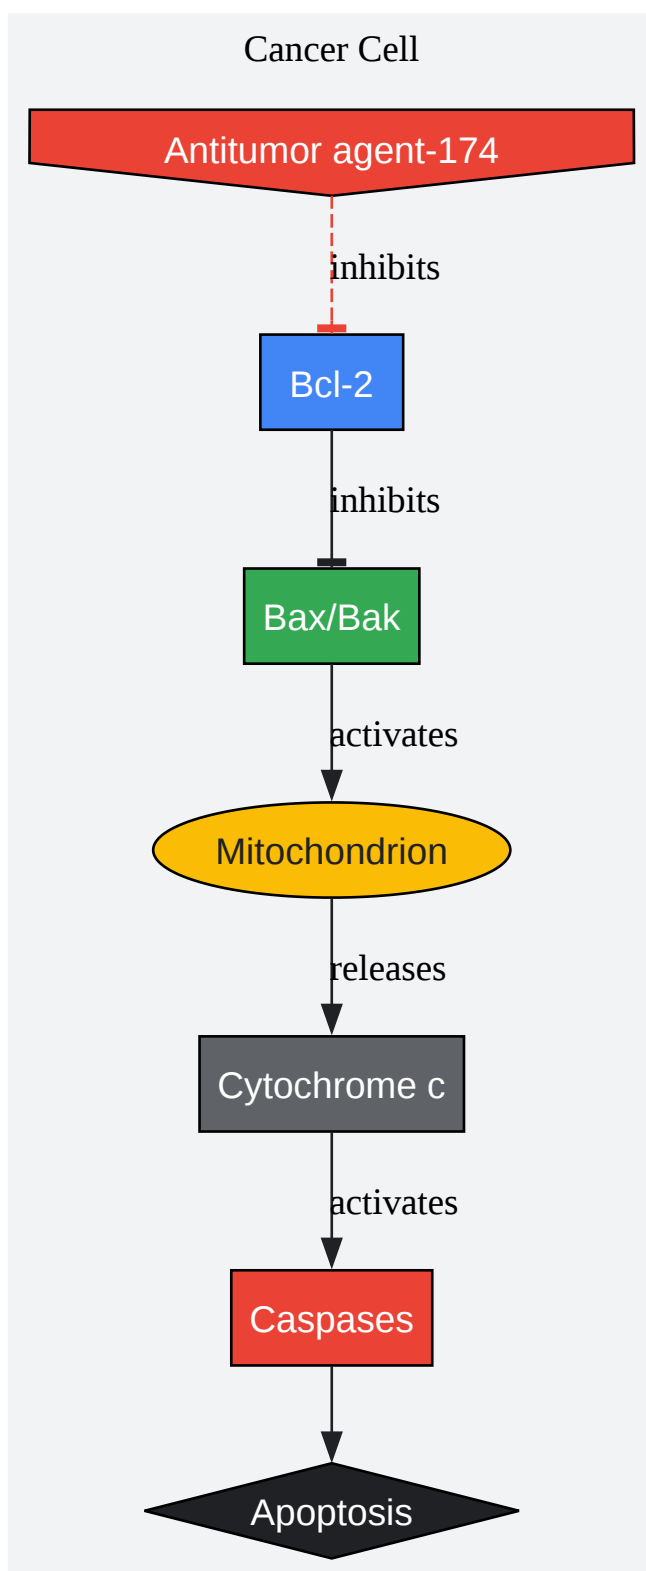 Cancer Cell
Antitumor agent-174
inhibits
Bcl-2
inhibits
Bax/Bak
activates
Mitochondrion
releases
Cytochrome c
activates
Caspases
Apoptosis